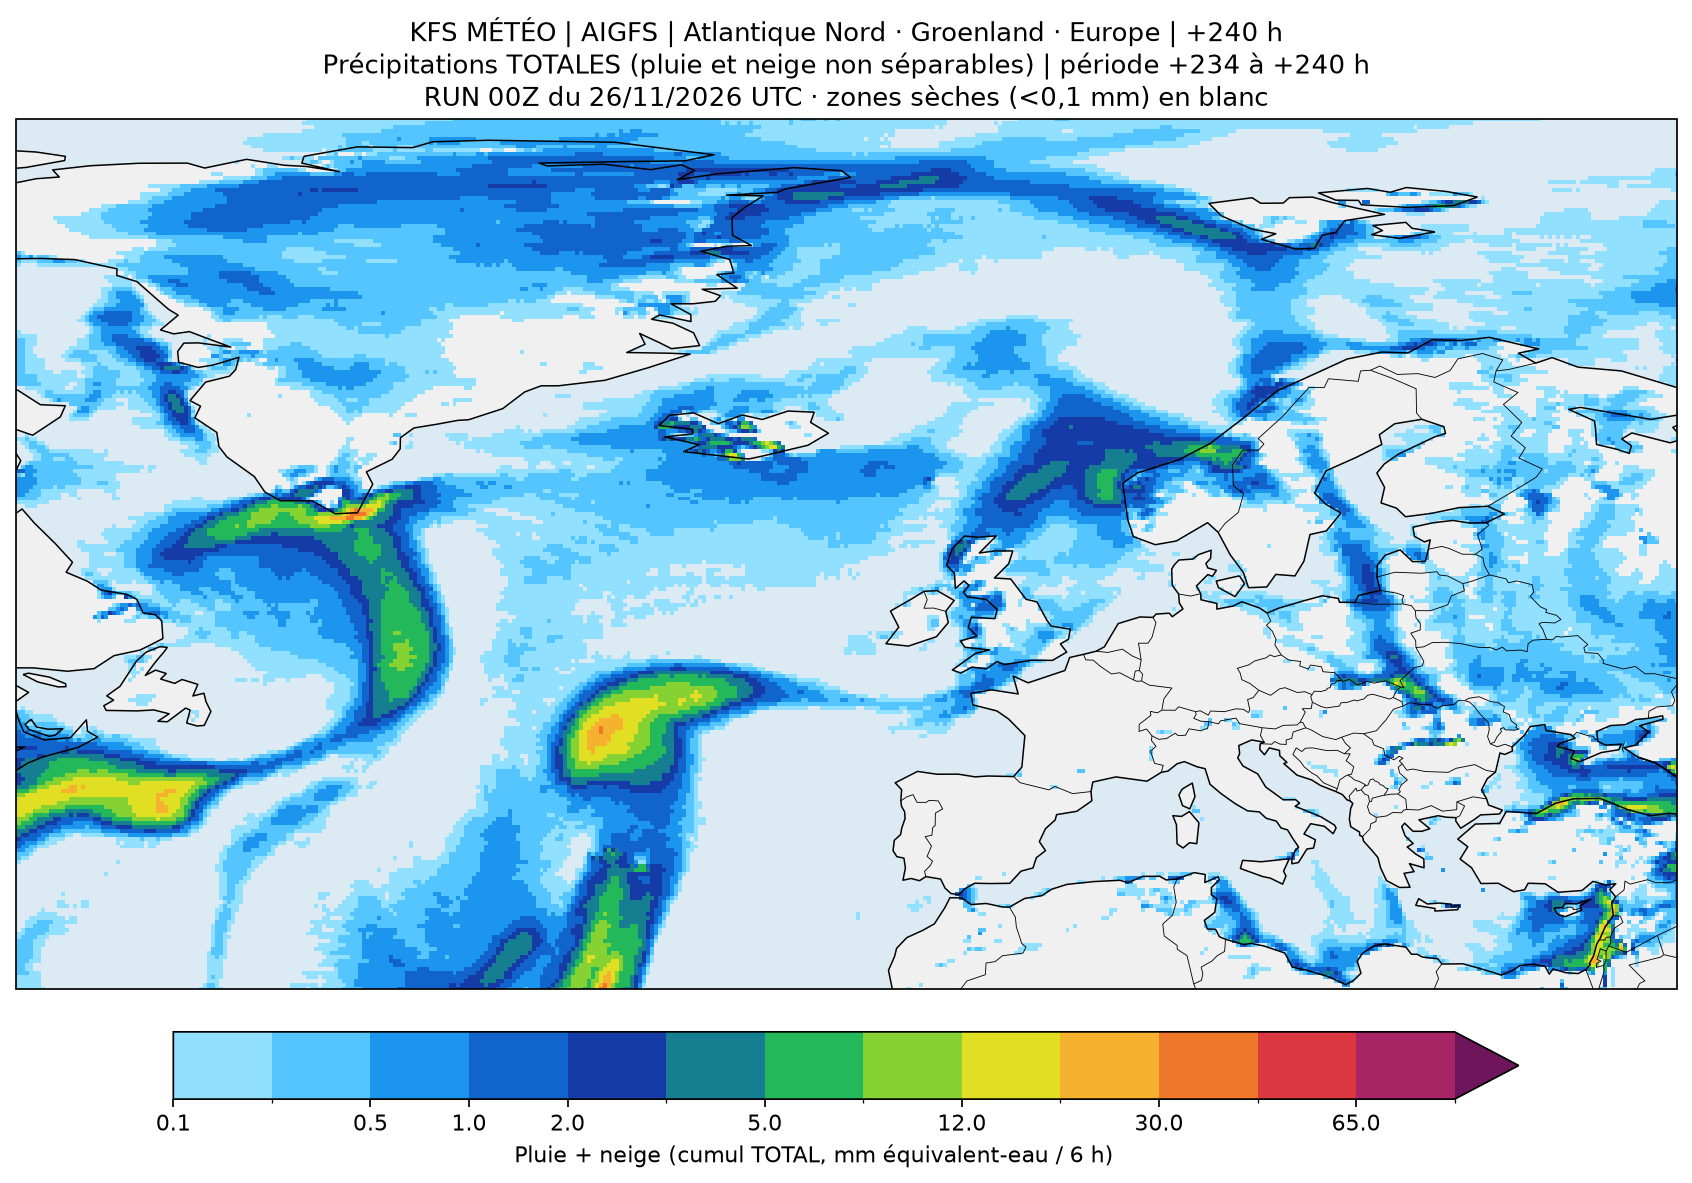 KFS MÉTÉO | AIGFS | Atlantique Nord · Groenland · Europe | +240 h
Précipitations TOTALES (pluie et neige non séparables) | période +234 à +240 h
RUN 00Z du 26/11/2026 UTC · zones sèches (<0,1 mm) en blanc
0.1 0.5 1.0 2.0 5.0 12.0 30.0 65.0
Pluie + neige (cumul TOTAL, mm équivalent-eau / 6 h)